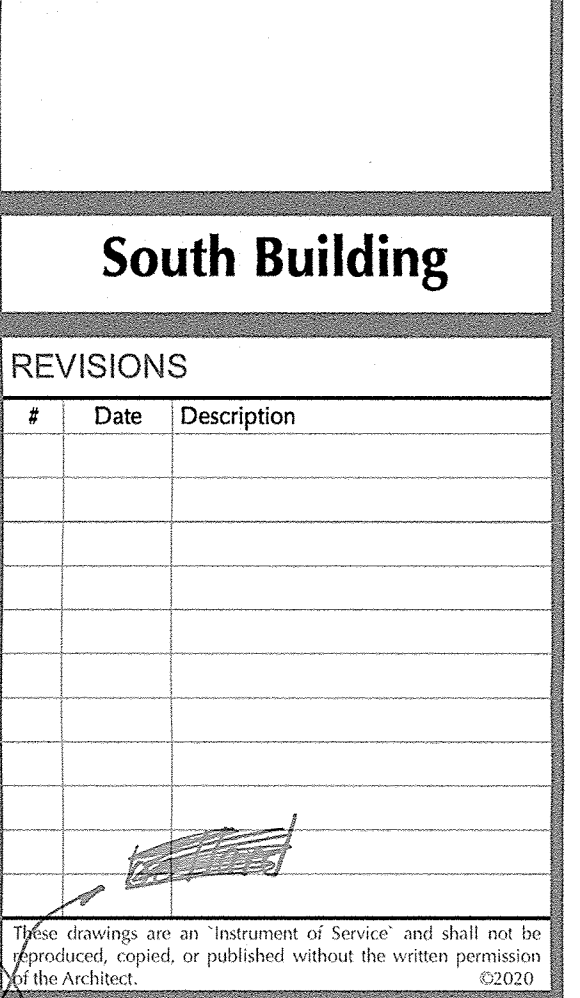 South Building
REVISIONS
# Date Description
These drawings are an `Instrument of Service` and shall not be
reproduced, copied, or published without the written permission
of the Architect. ©2020